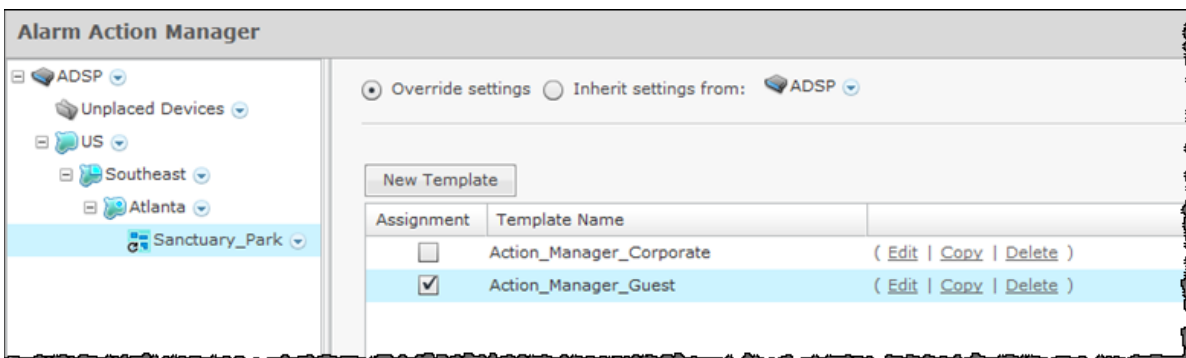 Alarm Action Manager
ADSP
Unplaced Devices
US
Southeast
Atlanta
Sanctuary_Park
Override settings Inherit settings from: ADSP
New Template
Assignment Template Name
Action_Manager_Corporate ( Edit | Copy | Delete )
Action_Manager_Guest ( Edit | Copy | Delete )